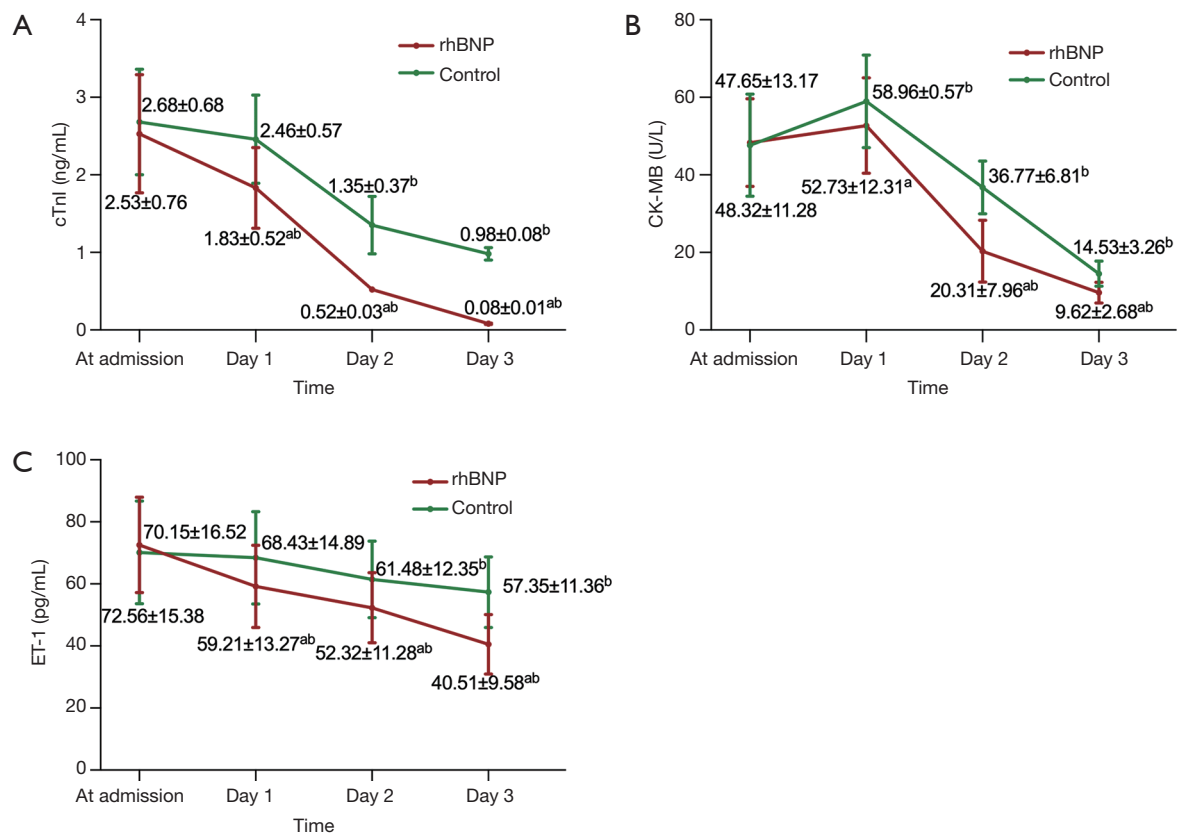 A
4
3
2
1
0
cTnI (ng/mL)
rhBNP
Control
2.68±0.68
2.46±0.57
1.35±0.37b
0.98±0.08b
2.53±0.76
1.83±0.52ab
0.52±0.03ab
0.08±0.01ab
At admission Day 1 Day 2 Day 3
Time
B
80
60
40
20
0
CK-MB (U/L)
rhBNP
Control
47.65±13.17
58.96±0.57b
36.77±6.81b
14.53±3.26b
48.32±11.28
52.73±12.31a
20.31±7.96ab
9.62±2.68ab
At admission Day 1 Day 2 Day 3
Time
C
100
80
60
40
20
0
ET-1 (pg/mL)
rhBNP
Control
70.15±16.52
68.43±14.89
61.48±12.35b
57.35±11.36b
72.56±15.38
59.21±13.27ab
52.32±11.28ab
40.51±9.58ab
At admission Day 1 Day 2 Day 3
Time